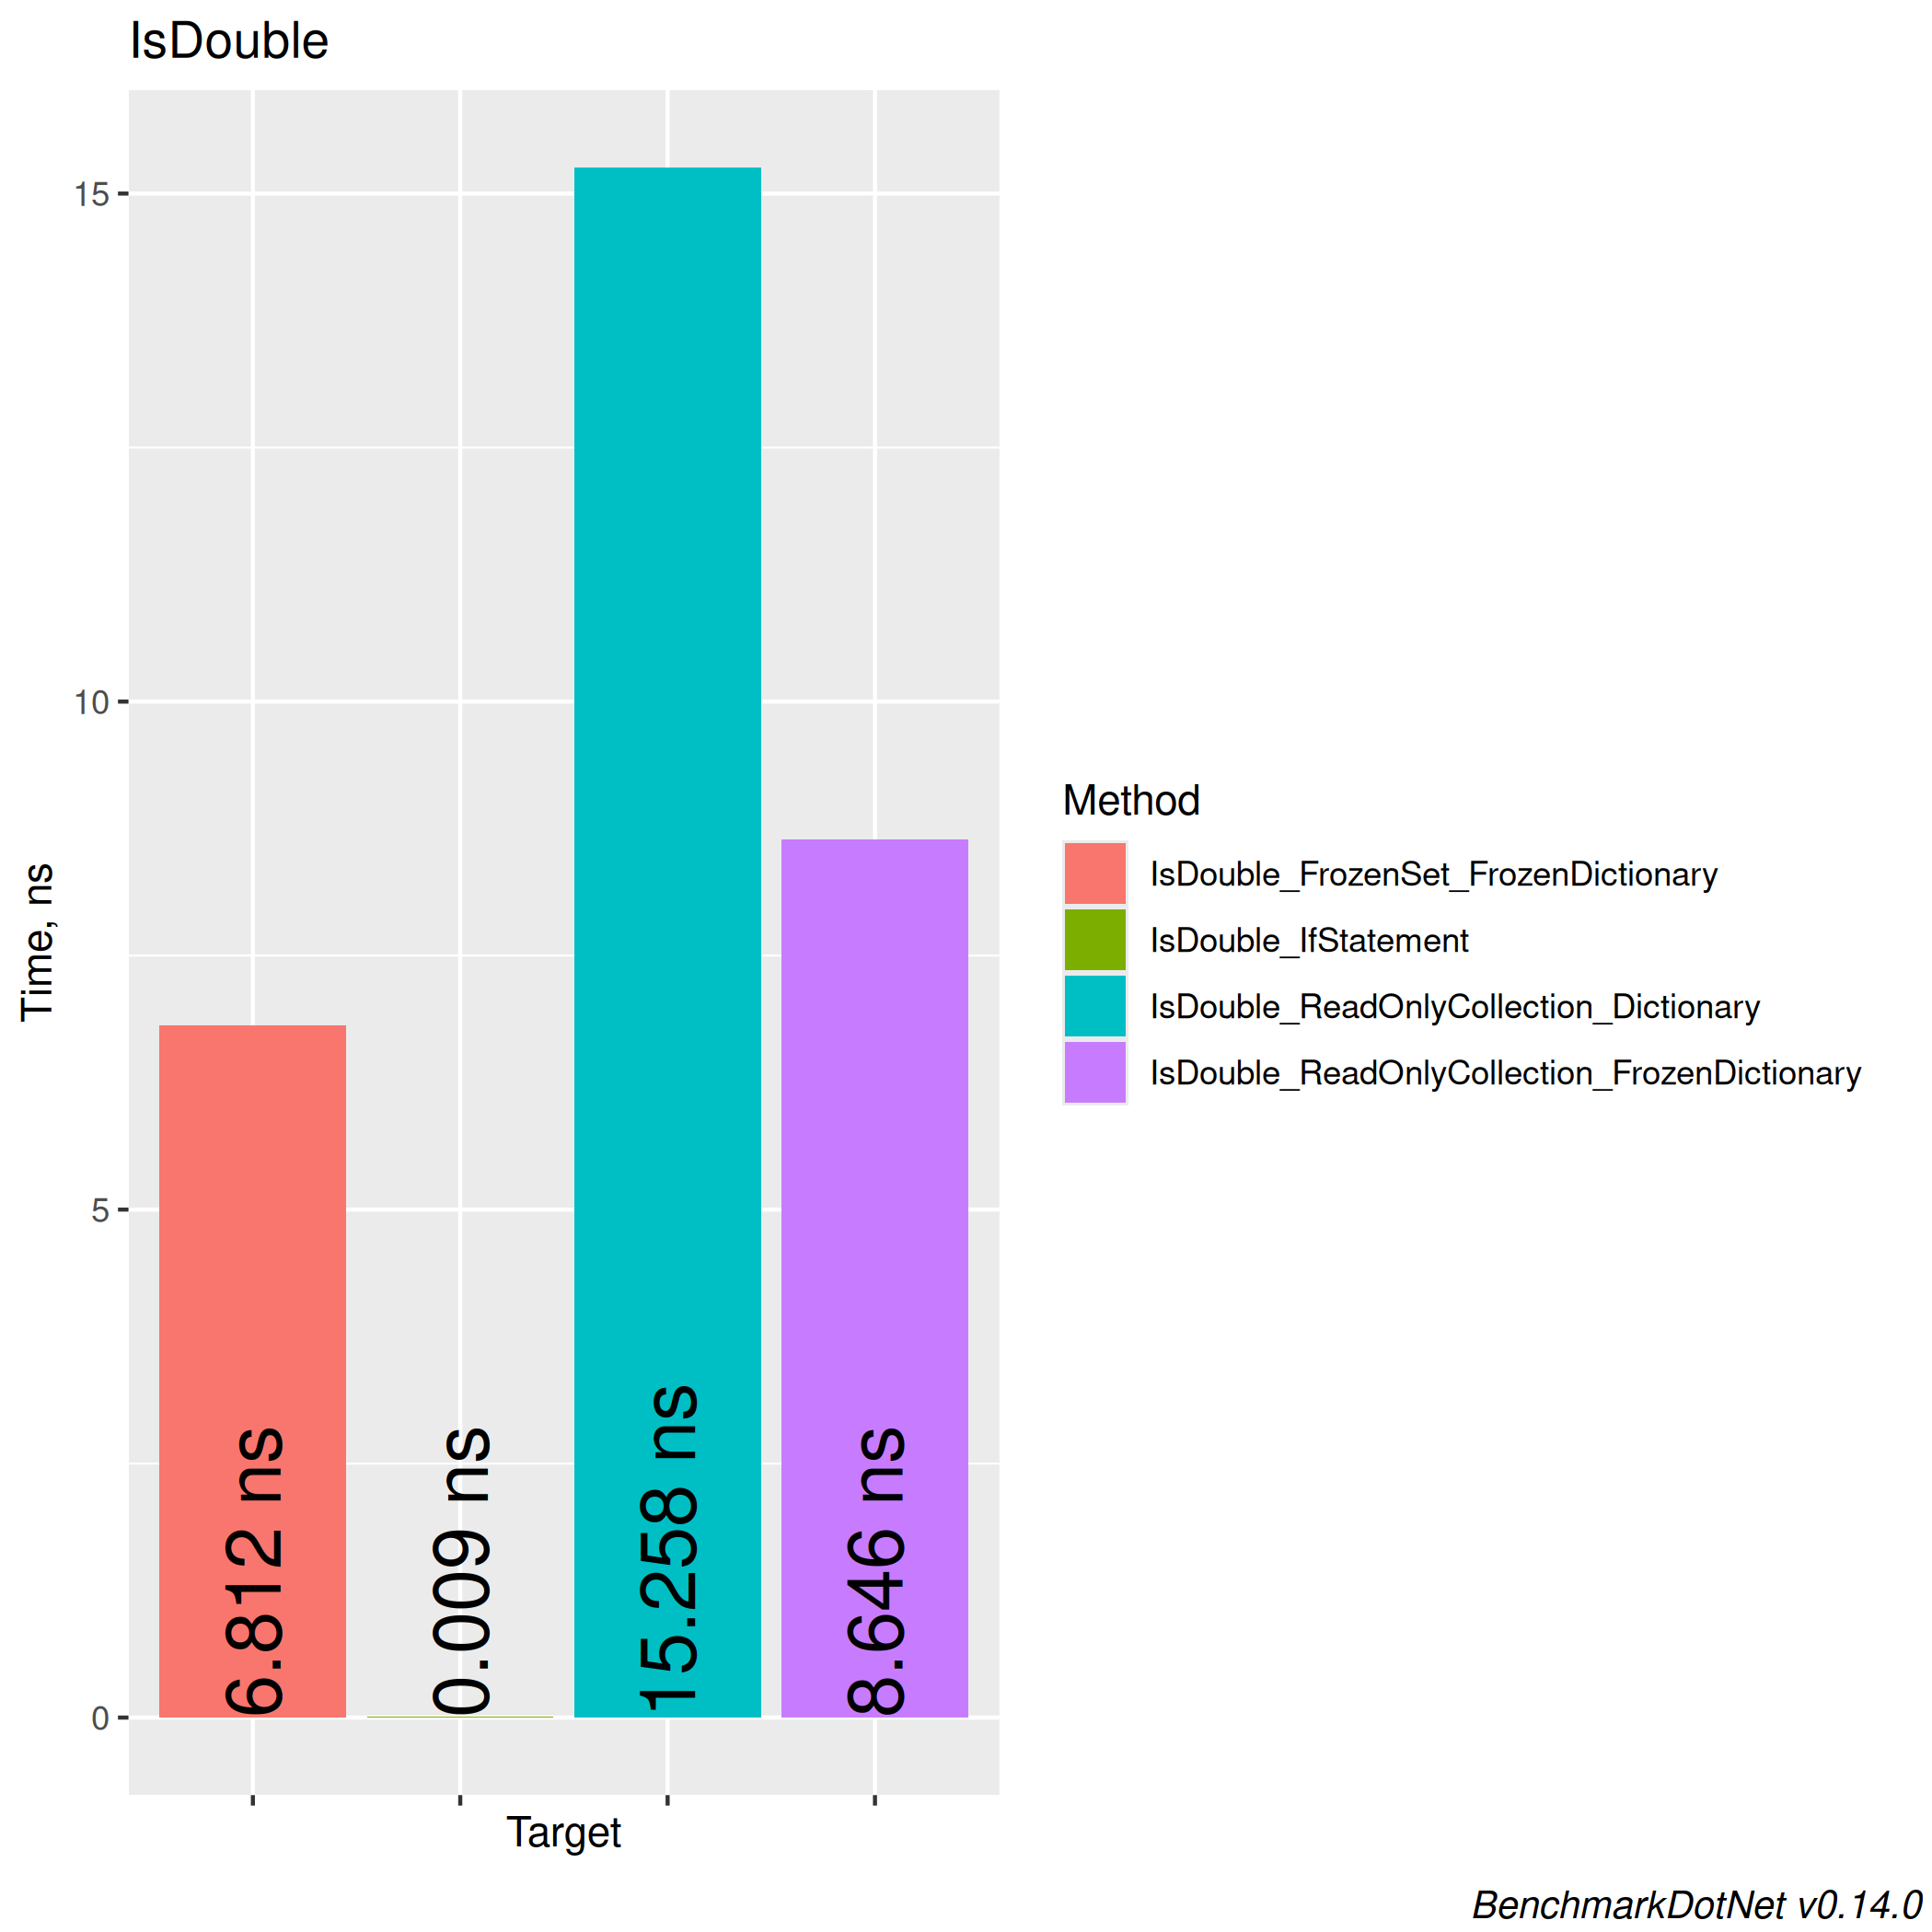 IsDouble
15
10
5
0
Time, ns
6.812 ns
0.009 ns
15.258 ns
8.646 ns
Target
Method
IsDouble_FrozenSet_FrozenDictionary
IsDouble_IfStatement
IsDouble_ReadOnlyCollection_Dictionary
IsDouble_ReadOnlyCollection_FrozenDictionary
BenchmarkDotNet v0.14.0